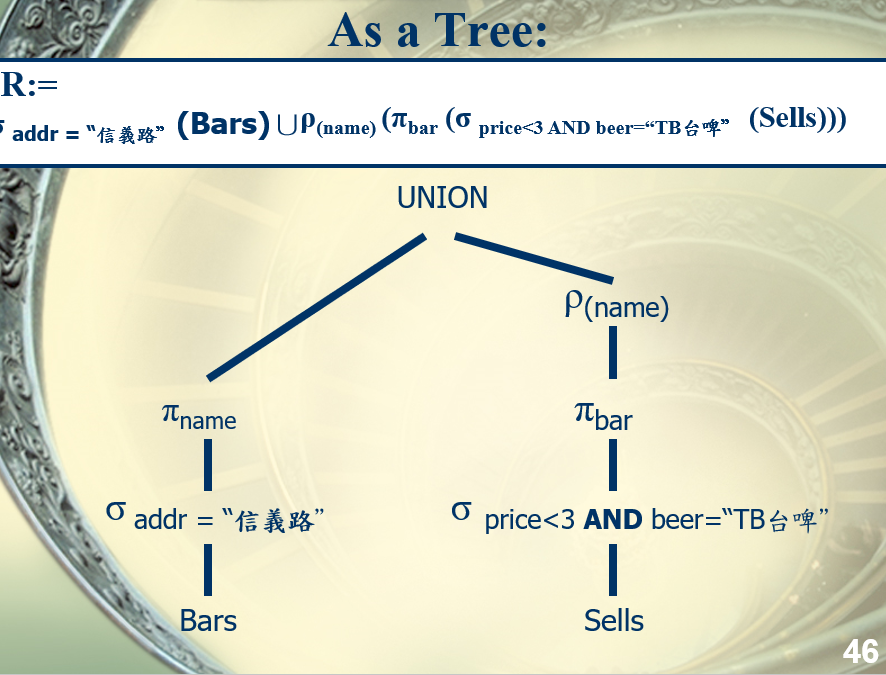 As a Tree:
R:=
σ addr = “信義路” (Bars) ∪ρ(name) (πbar (σ price<3 AND beer=“TB台啤” (Sells)))
UNION
ρ(name)
πname πbar
σ addr = “信義路” σ price<3 AND beer=“TB台啤”
Bars Sells
46